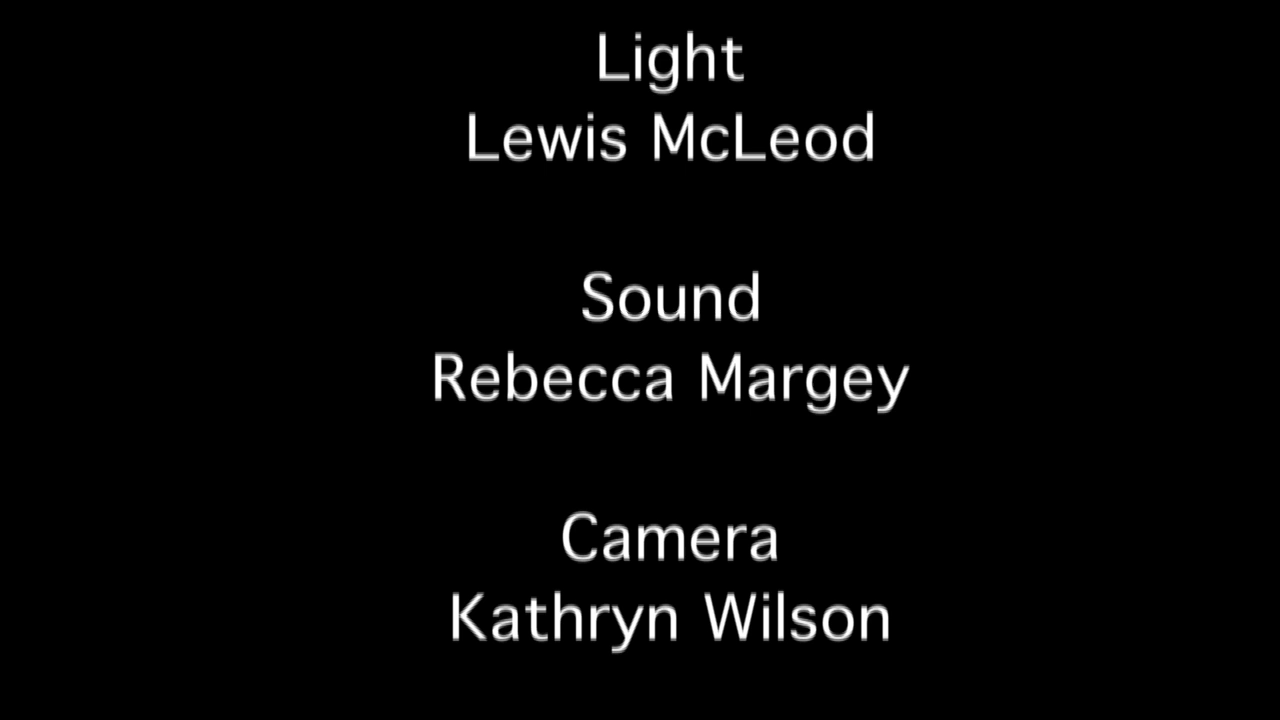 Light
Lewis McLeod
Sound
Rebecca Margey
Camera
Kathryn Wilson